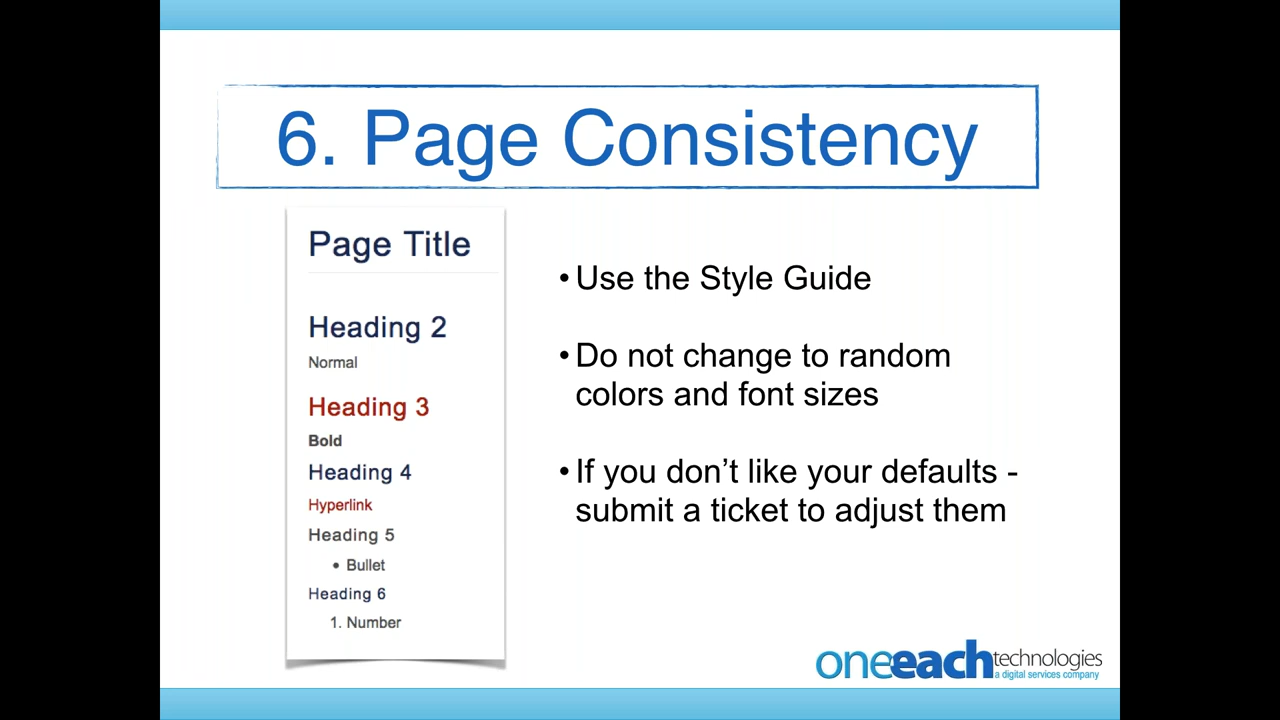 6. Page Consistency
Page Title
Heading 2
Normal
Heading 3
Bold
Heading 4
Hyperlink
Heading 5
• Bullet
Heading 6
1. Number
• Use the Style Guide
• Do not change to random
colors and font sizes
• If you don’t like your defaults -
submit a ticket to adjust them
oneeach technologies
a digital services company